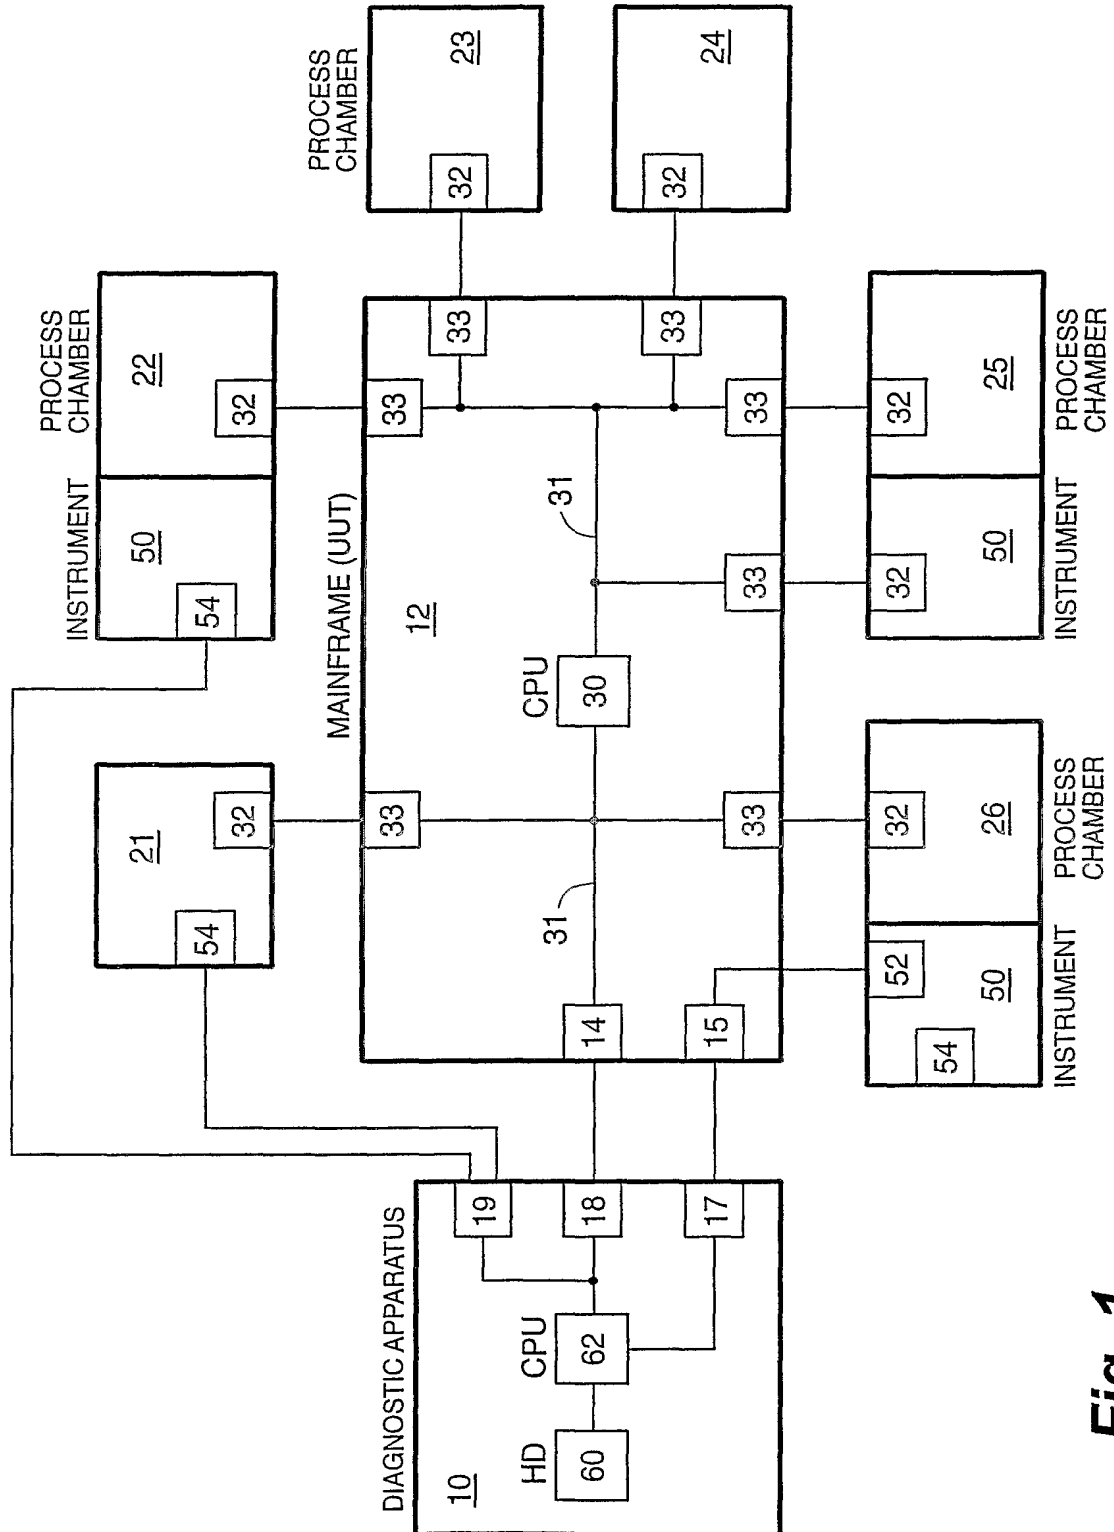 INSTRUMENT
PROCESS
CHAMBER
50
22
54
32
21
54
32
PROCESS
CHAMBER
23
32
24
32
MAINFRAME (UUT)
33
33
33
33
12
CPU
30
31
31
14
15
33
33
33
DIAGNOSTIC APPARATUS
10
19
18
17
HD
60
CPU
62
54
52
50
INSTRUMENT
32
26
PROCESS
CHAMBER
32
50
INSTRUMENT
32
25
PROCESS
CHAMBER
Fig. 1